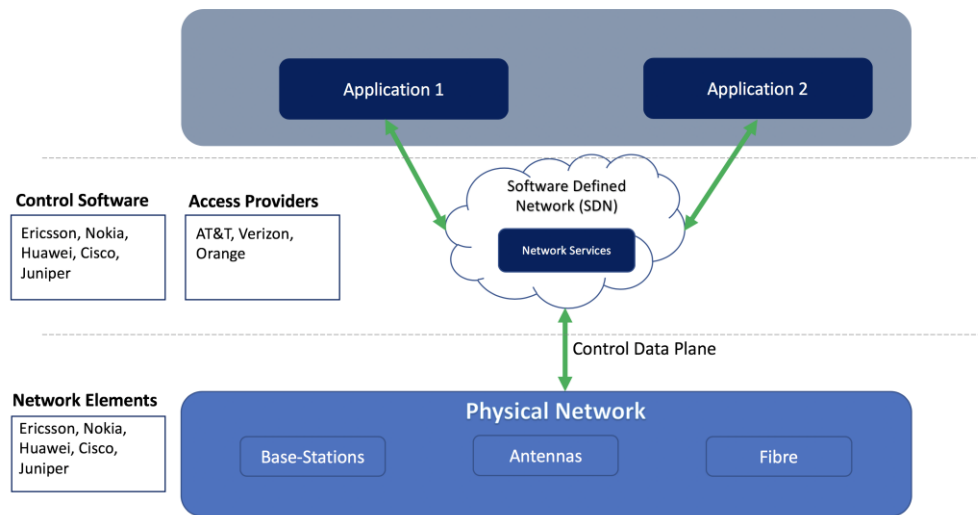 Application 1
Application 2
Software Defined
Network (SDN)
Network Services
Control Software
Ericsson, Nokia,
Huawei, Cisco,
Juniper
Access Providers
AT&T, Verizon,
Orange
Control Data Plane
Network Elements
Ericsson, Nokia,
Huawei, Cisco,
Juniper
Physical Network
Base-Stations
Antennas
Fibre